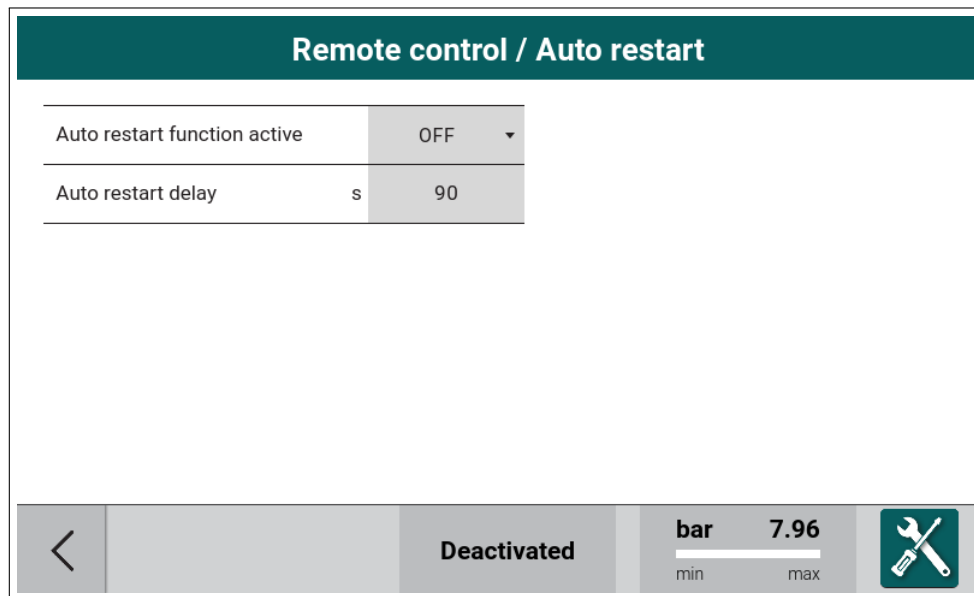 Remote control / Auto restart
Auto restart function active OFF
Auto restart delay s 90
Deactivated
bar 7.96
min max